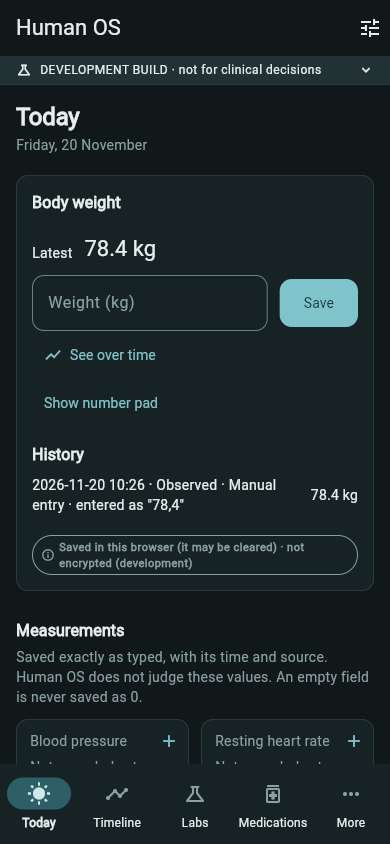 Human OS
DEVELOPMENT BUILD · not for clinical decisions
Today
Friday, 20 November
Body weight
Latest 78.4 kg
Weight (kg)
Save
See over time
Show number pad
History
2026-11-20 10:26 · Observed · Manual
entry · entered as "78,4"
78.4 kg
Saved in this browser (it may be cleared) · not
encrypted (development)
Measurements
Saved exactly as typed, with its time and source.
Human OS does not judge these values. An empty field
is never saved as 0.
Blood pressure
Resting heart rate
Today
Timeline
Labs
Medications
More